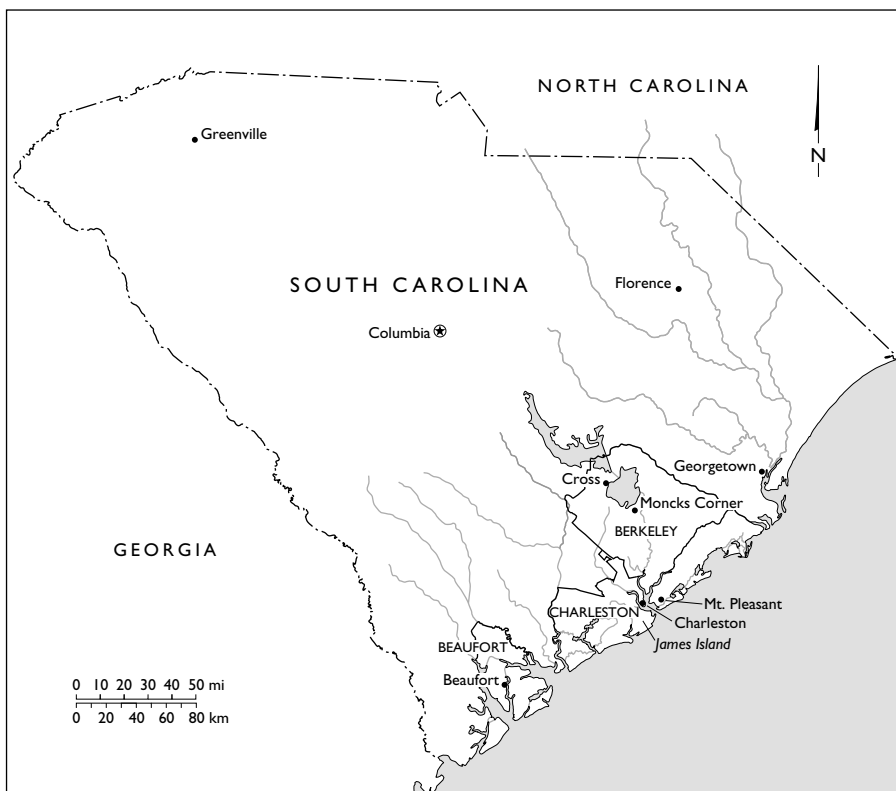 NORTH CAROLINA
Greenville
N
SOUTH CAROLINA
Florence
Columbia
Georgetown
Cross
Moncks Corner
BERKELEY
GEORGIA
Mt. Pleasant
CHARLESTON
Charleston
James Island
BEAUFORT
Beaufort
0 10 20 30 40 50 mi
0 20 40 60 80 km